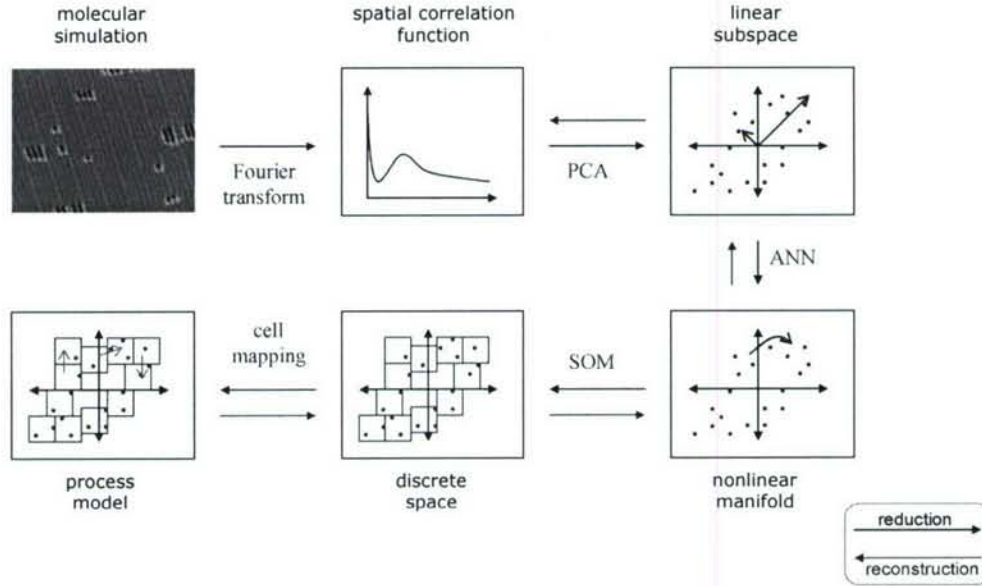 molecular
simulation
spatial correlation
function
linear
subspace
Fourier
transform
PCA
ANN
cell
mapping
SOM
process
model
discrete
space
nonlinear
manifold
reduction
reconstruction